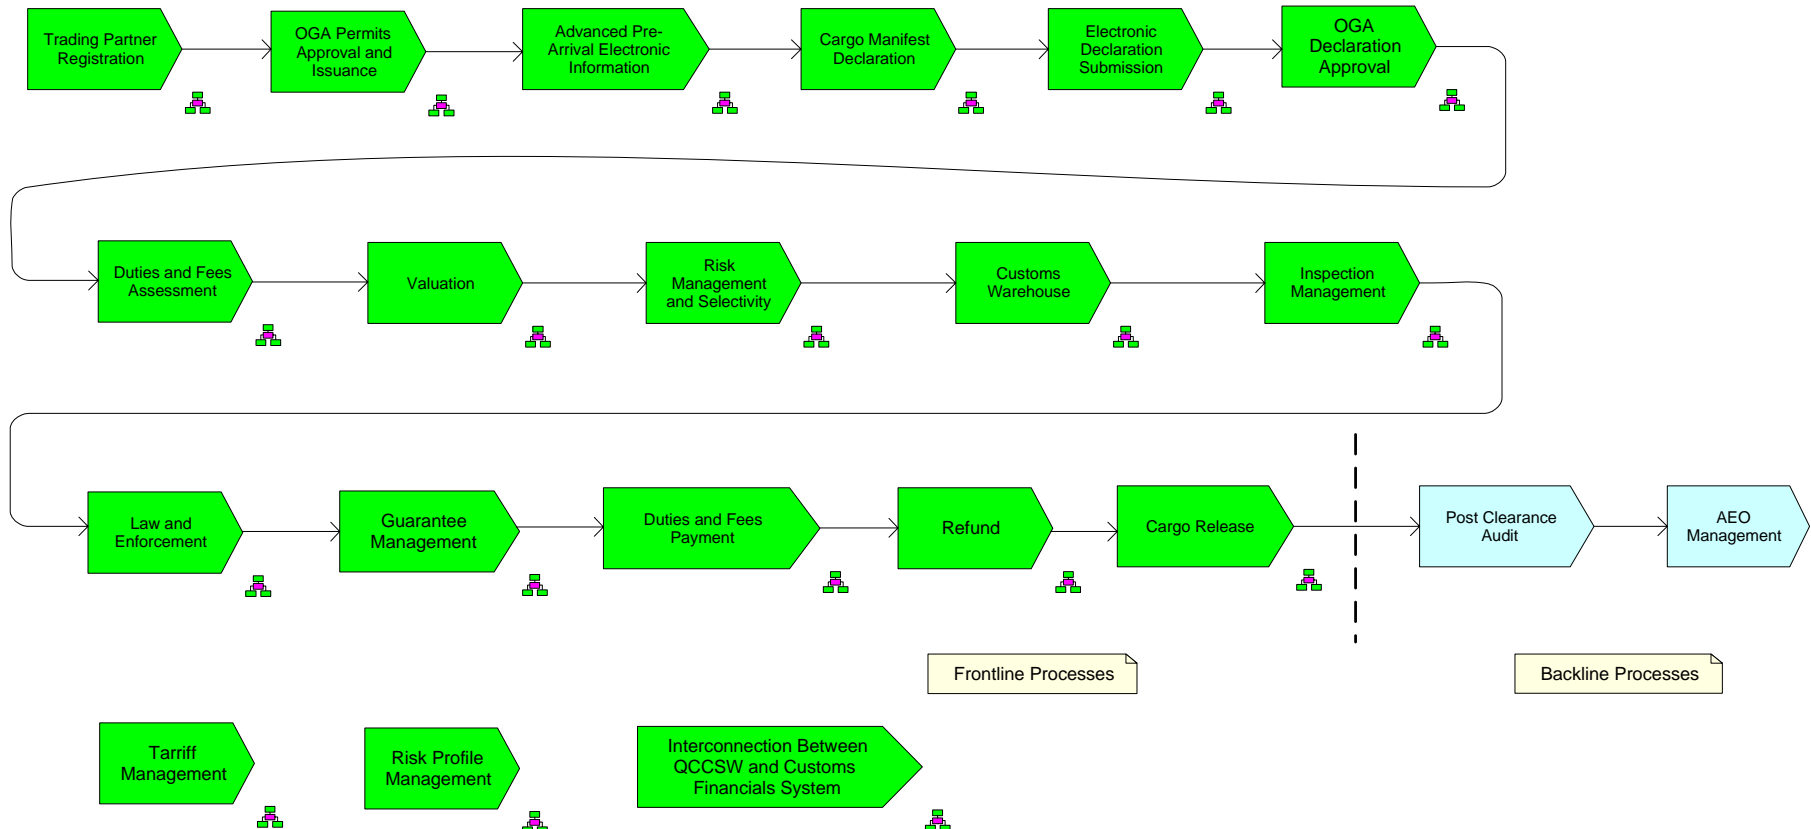 Trading Partner
Registration
OGA Permits
Approval and
Issuance
Advanced Pre-
Arrival Electronic
Information
Cargo Manifest
Declaration
Electronic
Declaration
Submission
OGA
Declaration
Approval
Duties and Fees
Assessment
Valuation
Risk
Management
and Selectivity
Customs
Warehouse
Inspection
Management
Law and
Enforcement
Guarantee
Management
Duties and Fees
Payment
Refund
Cargo Release
Post Clearance
Audit
AEO
Management
Frontline Processes
Backline Processes
Tarriff
Management
Risk Profile
Management
Interconnection Between
QCCSW and Customs
Financials System